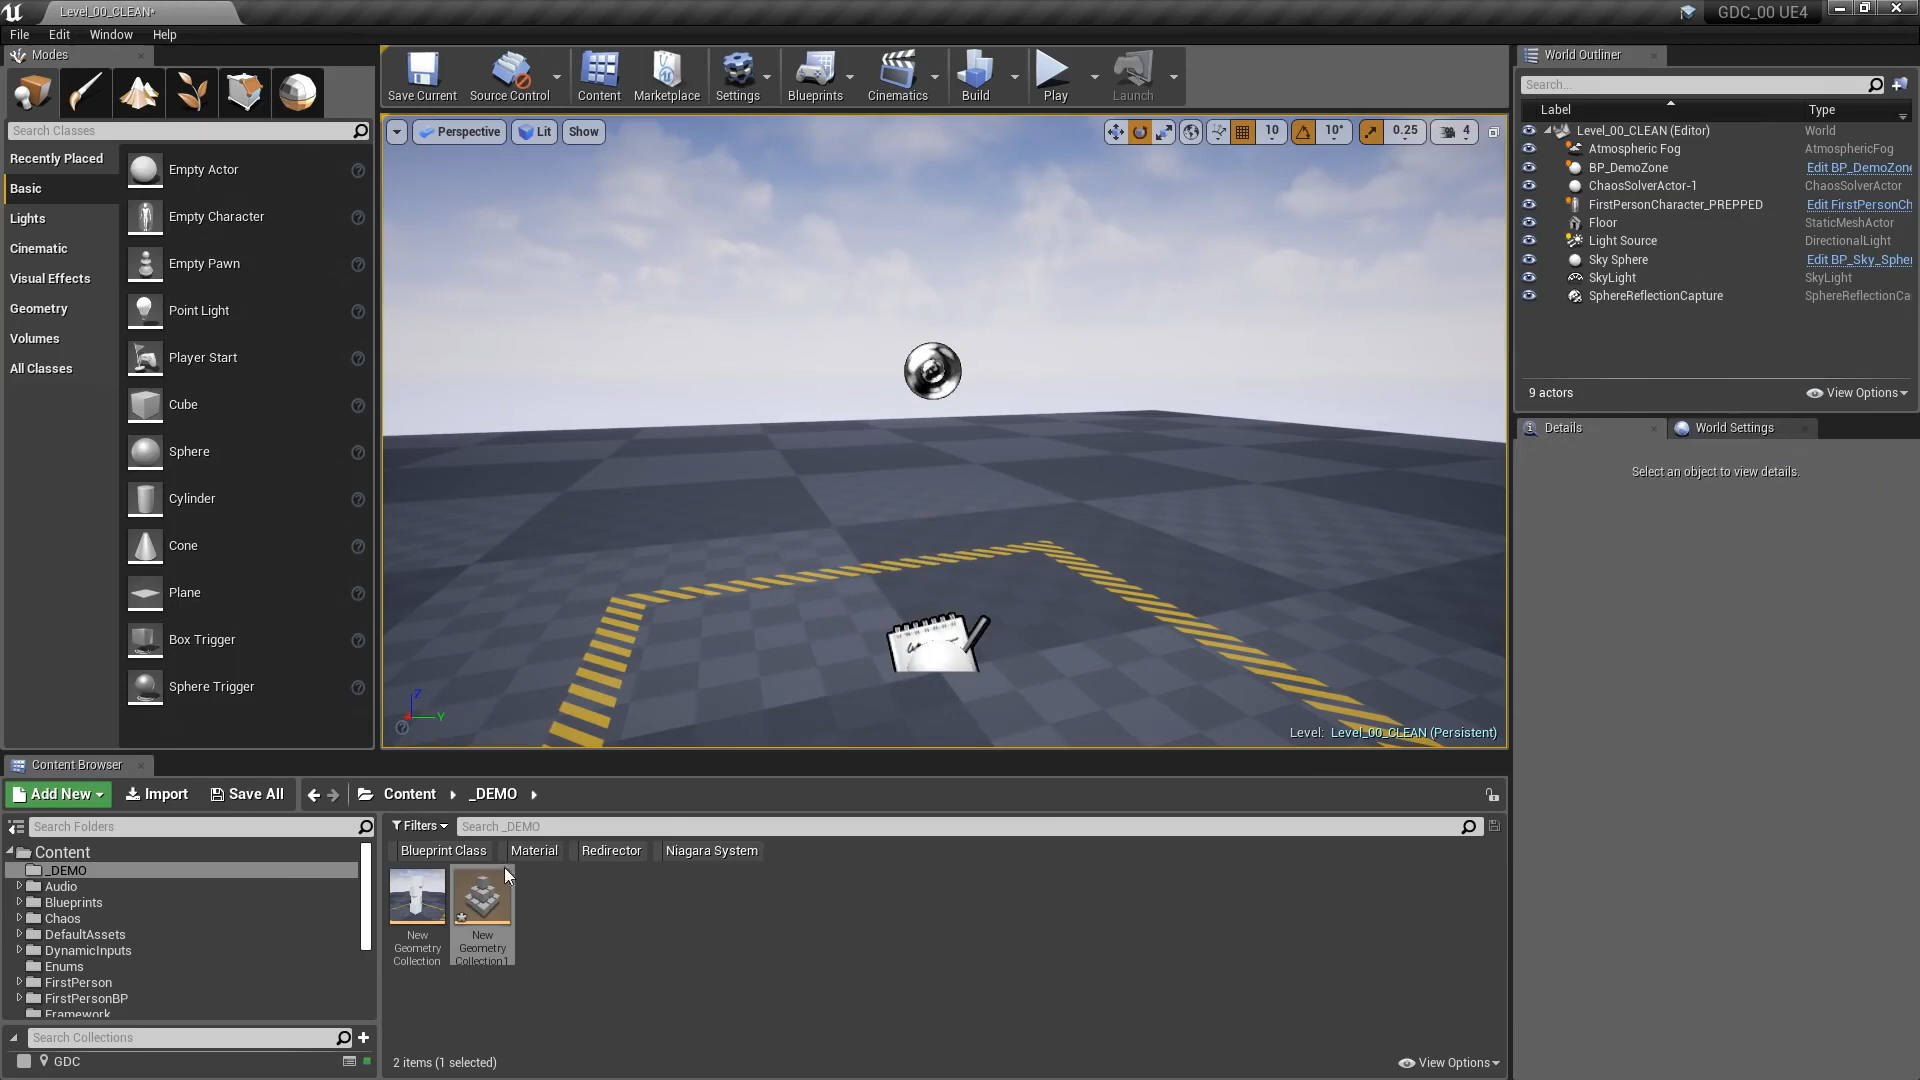 Level_00_CLEAN*
GDC_00 UE4
File Edit Window Help
Modes
Search Classes
Recently Placed
Basic
Lights
Cinematic
Visual Effects
Geometry
Volumes
All Classes
Empty Actor
Empty Character
Empty Pawn
Point Light
Player Start
Cube
Sphere
Cylinder
Cone
Plane
Box Trigger
Sphere Trigger
Save Current Source Control Content Marketplace Settings Blueprints Cinematics Build Play Launch
Perspective Lit Show
10 10° 0.25 4
Z
Y
Level: Level_00_CLEAN (Persistent)
World Outliner
Search...
Label Type
Level_00_CLEAN (Editor) World
Atmospheric Fog AtmosphericFog
BP_DemoZone Edit BP_DemoZone
ChaosSolverActor-1 ChaosSolverActor
FirstPersonCharacter_PREPPED Edit FirstPersonCh
Floor StaticMeshActor
Light Source DirectionalLight
Sky Sphere Edit BP_Sky_Spher
SkyLight SkyLight
SphereReflectionCapture SphereReflectionCa
9 actors View Options
Details World Settings
Select an object to view details.
Content Browser
Add New Import Save All Content _DEMO
Search Folders
Content
_DEMO
Audio
Blueprints
Chaos
DefaultAssets
DynamicInputs
Enums
FirstPerson
FirstPersonBP
Framework
Search Collections
GDC
Filters Search _DEMO
Blueprint Class Material Redirector Niagara System
New Geometry Collection
New Geometry Collection1
2 items (1 selected) View Options